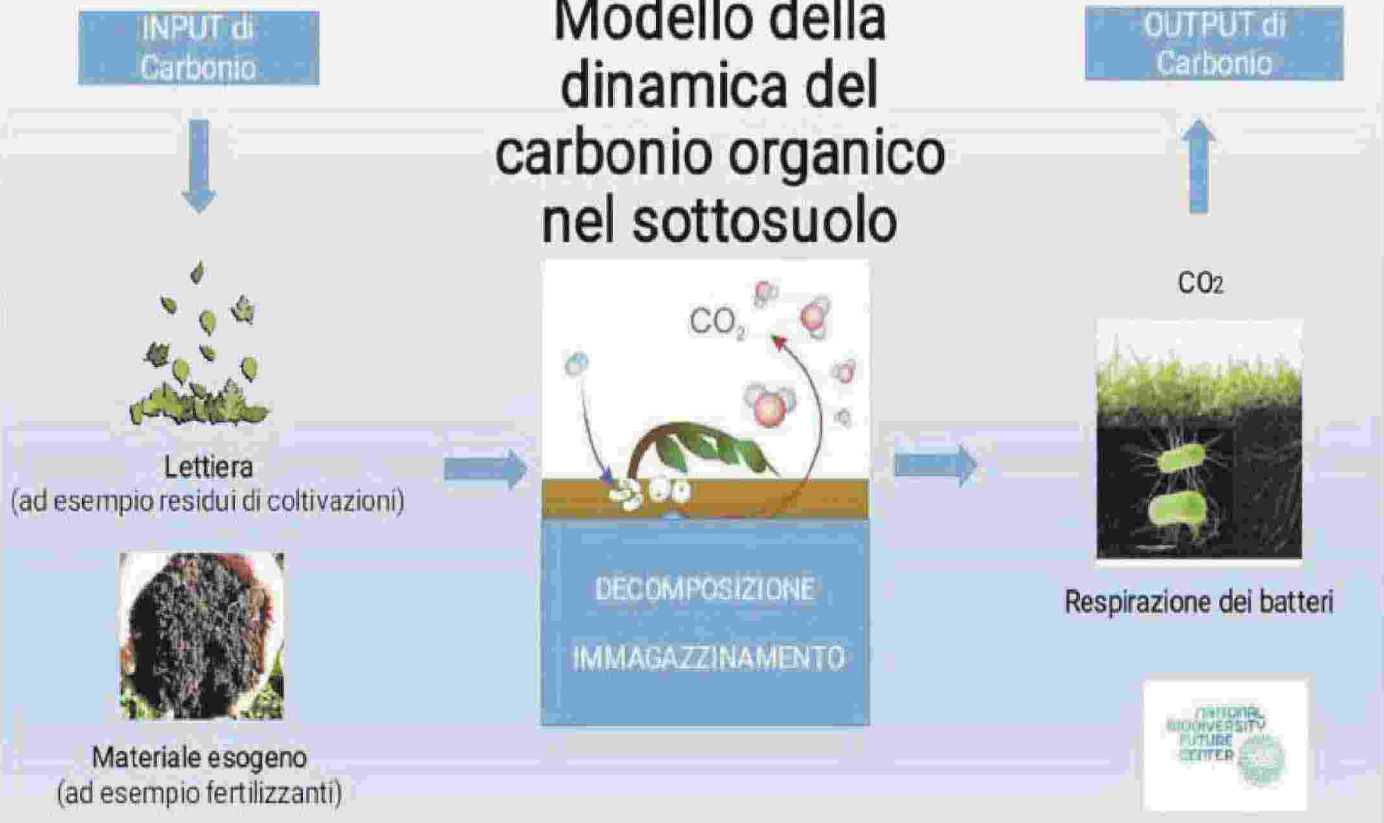 INPUT di
Carbonio
Modello della
dinamica del
carbonio organico
nel sottosuolo
OUTPUT di
Carbonio
CO2
CO₂
Lettiera
(ad esempio residui di coltivazioni)
DECOMPOSIZIONE
IMMAGAZZINAMENTO
Respirazione dei batteri
Materiale esogeno
(ad esempio fertilizzanti)
NATIONAL
BIODIVERSITY
FUTURE
CENTER